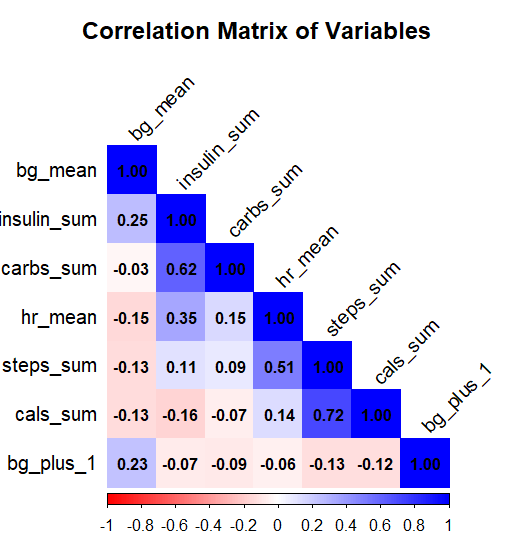 Correlation Matrix of Variables
bg_mean
insulin_sum
carbs_sum
hr_mean
steps_sum
cals_sum
bg_plus_1
bg_mean 1.00
insulin_sum 0.25 1.00
carbs_sum -0.03 0.62 1.00
hr_mean -0.15 0.35 0.15 1.00
steps_sum -0.13 0.11 0.09 0.51 1.00
cals_sum -0.13 -0.16 -0.07 0.14 0.72 1.00
bg_plus_1 0.23 -0.07 -0.09 -0.06 -0.13 -0.12 1.00
-1 -0.8 -0.6 -0.4 -0.2 0 0.2 0.4 0.6 0.8 1